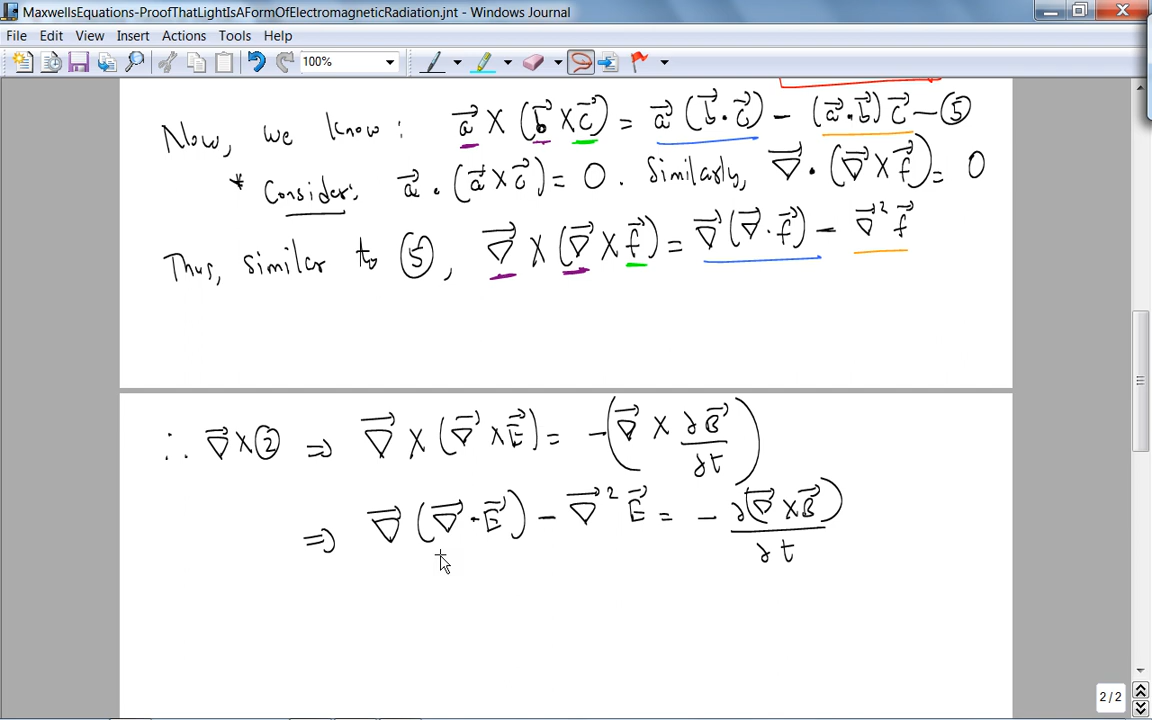 MaxwellsEquations-ProofThatLightIsAFormOfElectromagneticRadiation.jnt - Windows Journal
File Edit View Insert Actions Tools Help
100%
Now, we know: a⃗ × (b⃗ × c⃗) = a⃗ (b⃗ · c⃗) - (a⃗ · b⃗) c⃗ - ⑤
* Consider: a⃗ · (a⃗ × c⃗) = 0. Similarly, ∇⃗ · (∇⃗ × f⃗) = 0
Thus, similar to ⑤, ∇⃗ × (∇⃗ × f⃗) = ∇⃗ (∇⃗ · f⃗) - ∇⃗² f⃗
∴ ∇⃗ × ② ⇒ ∇⃗ × (∇⃗ × E⃗) = - (∇⃗ × ∂B⃗/∂t)
⇒ ∇⃗ (∇⃗ · E⃗) - ∇⃗² E⃗ = - ∂(∇⃗ × B⃗)/∂t
2/2